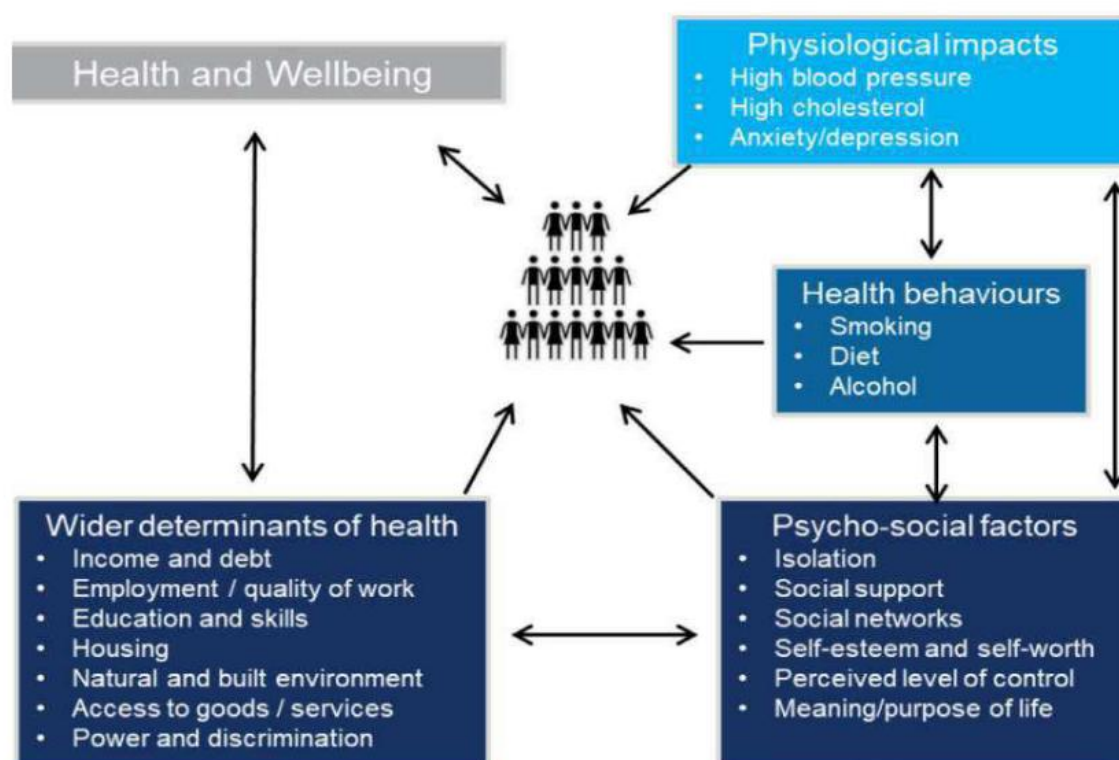 Health and Wellbeing
Physiological impacts
• High blood pressure
• High cholesterol
• Anxiety/depression
Health behaviours
• Smoking
• Diet
• Alcohol
Wider determinants of health
• Income and debt
• Employment / quality of work
• Education and skills
• Housing
• Natural and built environment
• Access to goods / services
• Power and discrimination
Psycho-social factors
• Isolation
• Social support
• Social networks
• Self-esteem and self-worth
• Perceived level of control
• Meaning/purpose of life